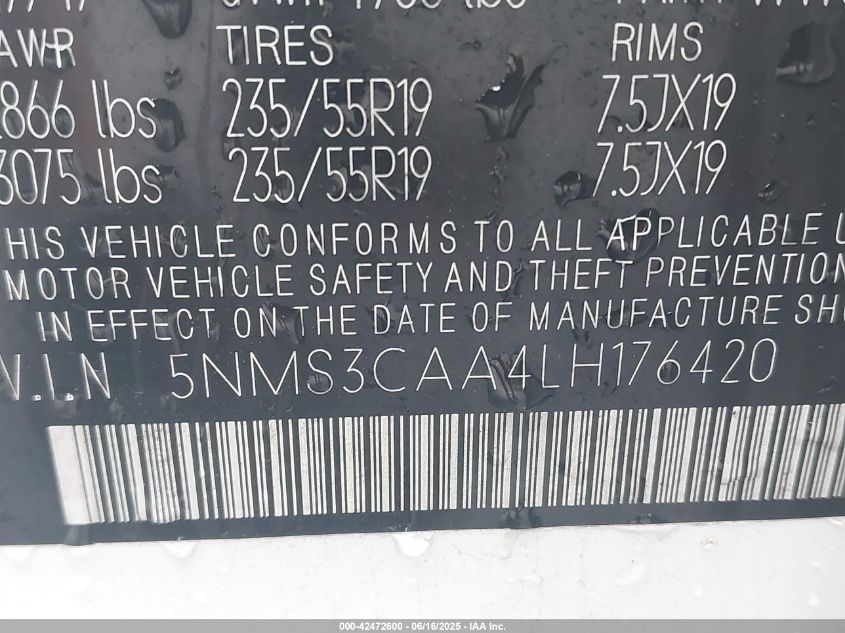 AWR TIRES RIMS
866 lbs 235/55R19 7.5JX19
3075 lbs 235/55R19 7.5JX19
HIS VEHICLE CONFORMS TO ALL APPLICABLE U
MOTOR VEHICLE SAFETY AND THEFT PREVENTION
IN EFFECT ON THE DATE OF MANUFACTURE SH
V.I.N 5NMS3CAA4LH176420
000-42472600 - 06/16/2025 - IAA Inc.